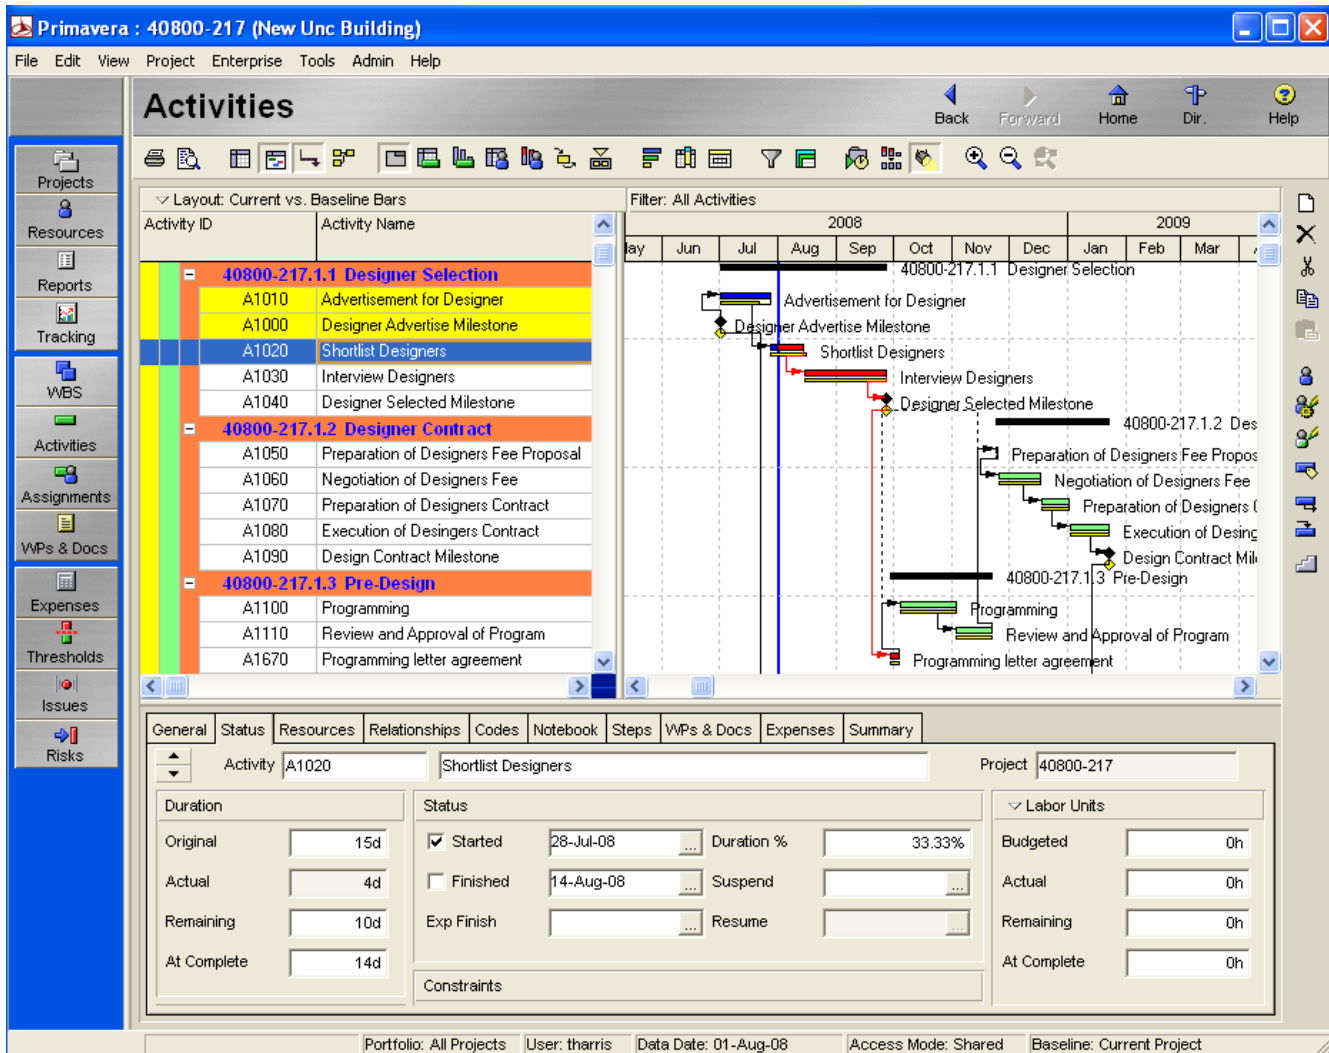 Primavera : 40800-217 (New Unc Building)
File Edit View Project Enterprise Tools Admin Help
Activities
Back Forward Home Dir. Help
Projects
Resources
Reports
Tracking
WBS
Activities
Assignments
WPs & Docs
Expenses
Thresholds
Issues
Risks
Layout: Current vs. Baseline Bars
Filter: All Activities
Activity ID Activity Name
2008 2009
lay Jun Jul Aug Sep Oct Nov Dec Jan Feb Mar
40800-217.1.1 Designer Selection
A1010 Advertisement for Designer
A1000 Designer Advertise Milestone
A1020 Shortlist Designers
A1030 Interview Designers
A1040 Designer Selected Milestone
40800-217.1.2 Designer Contract
A1050 Preparation of Designers Fee Proposal
A1060 Negotiation of Designers Fee
A1070 Preparation of Designers Contract
A1080 Execution of Desingers Contract
A1090 Design Contract Milestone
40800-217.1.3 Pre-Design
A1100 Programming
A1110 Review and Approval of Program
A1670 Programming letter agreement
40800-217.1.1 Designer Selection
Advertisement for Designer
Designer Advertise Milestone
Shortlist Designers
Interview Designers
Designer Selected Milestone
40800-217.1.2 Des
Preparation of Designers Fee Propos
Negotiation of Designers Fee
Preparation of Designers C
Execution of Desing
Design Contract Mil
40800-217.1.3 Pre-Design
Programming
Review and Approval of Program
Programming letter agreement
General Status Resources Relationships Codes Notebook Steps WPs & Docs Expenses Summary
Activity A1020 Shortlist Designers Project 40800-217
Duration
Original 15d
Actual 4d
Remaining 10d
At Complete 14d
Status
Started 28-Jul-08 ... Duration % 33.33%
Finished 14-Aug-08 ... Suspend ...
Exp Finish ... Resume ...
Constraints
Labor Units
Budgeted 0h
Actual 0h
Remaining 0h
At Complete 0h
Portfolio: All Projects User: tharris Data Date: 01-Aug-08 Access Mode: Shared Baseline: Current Project